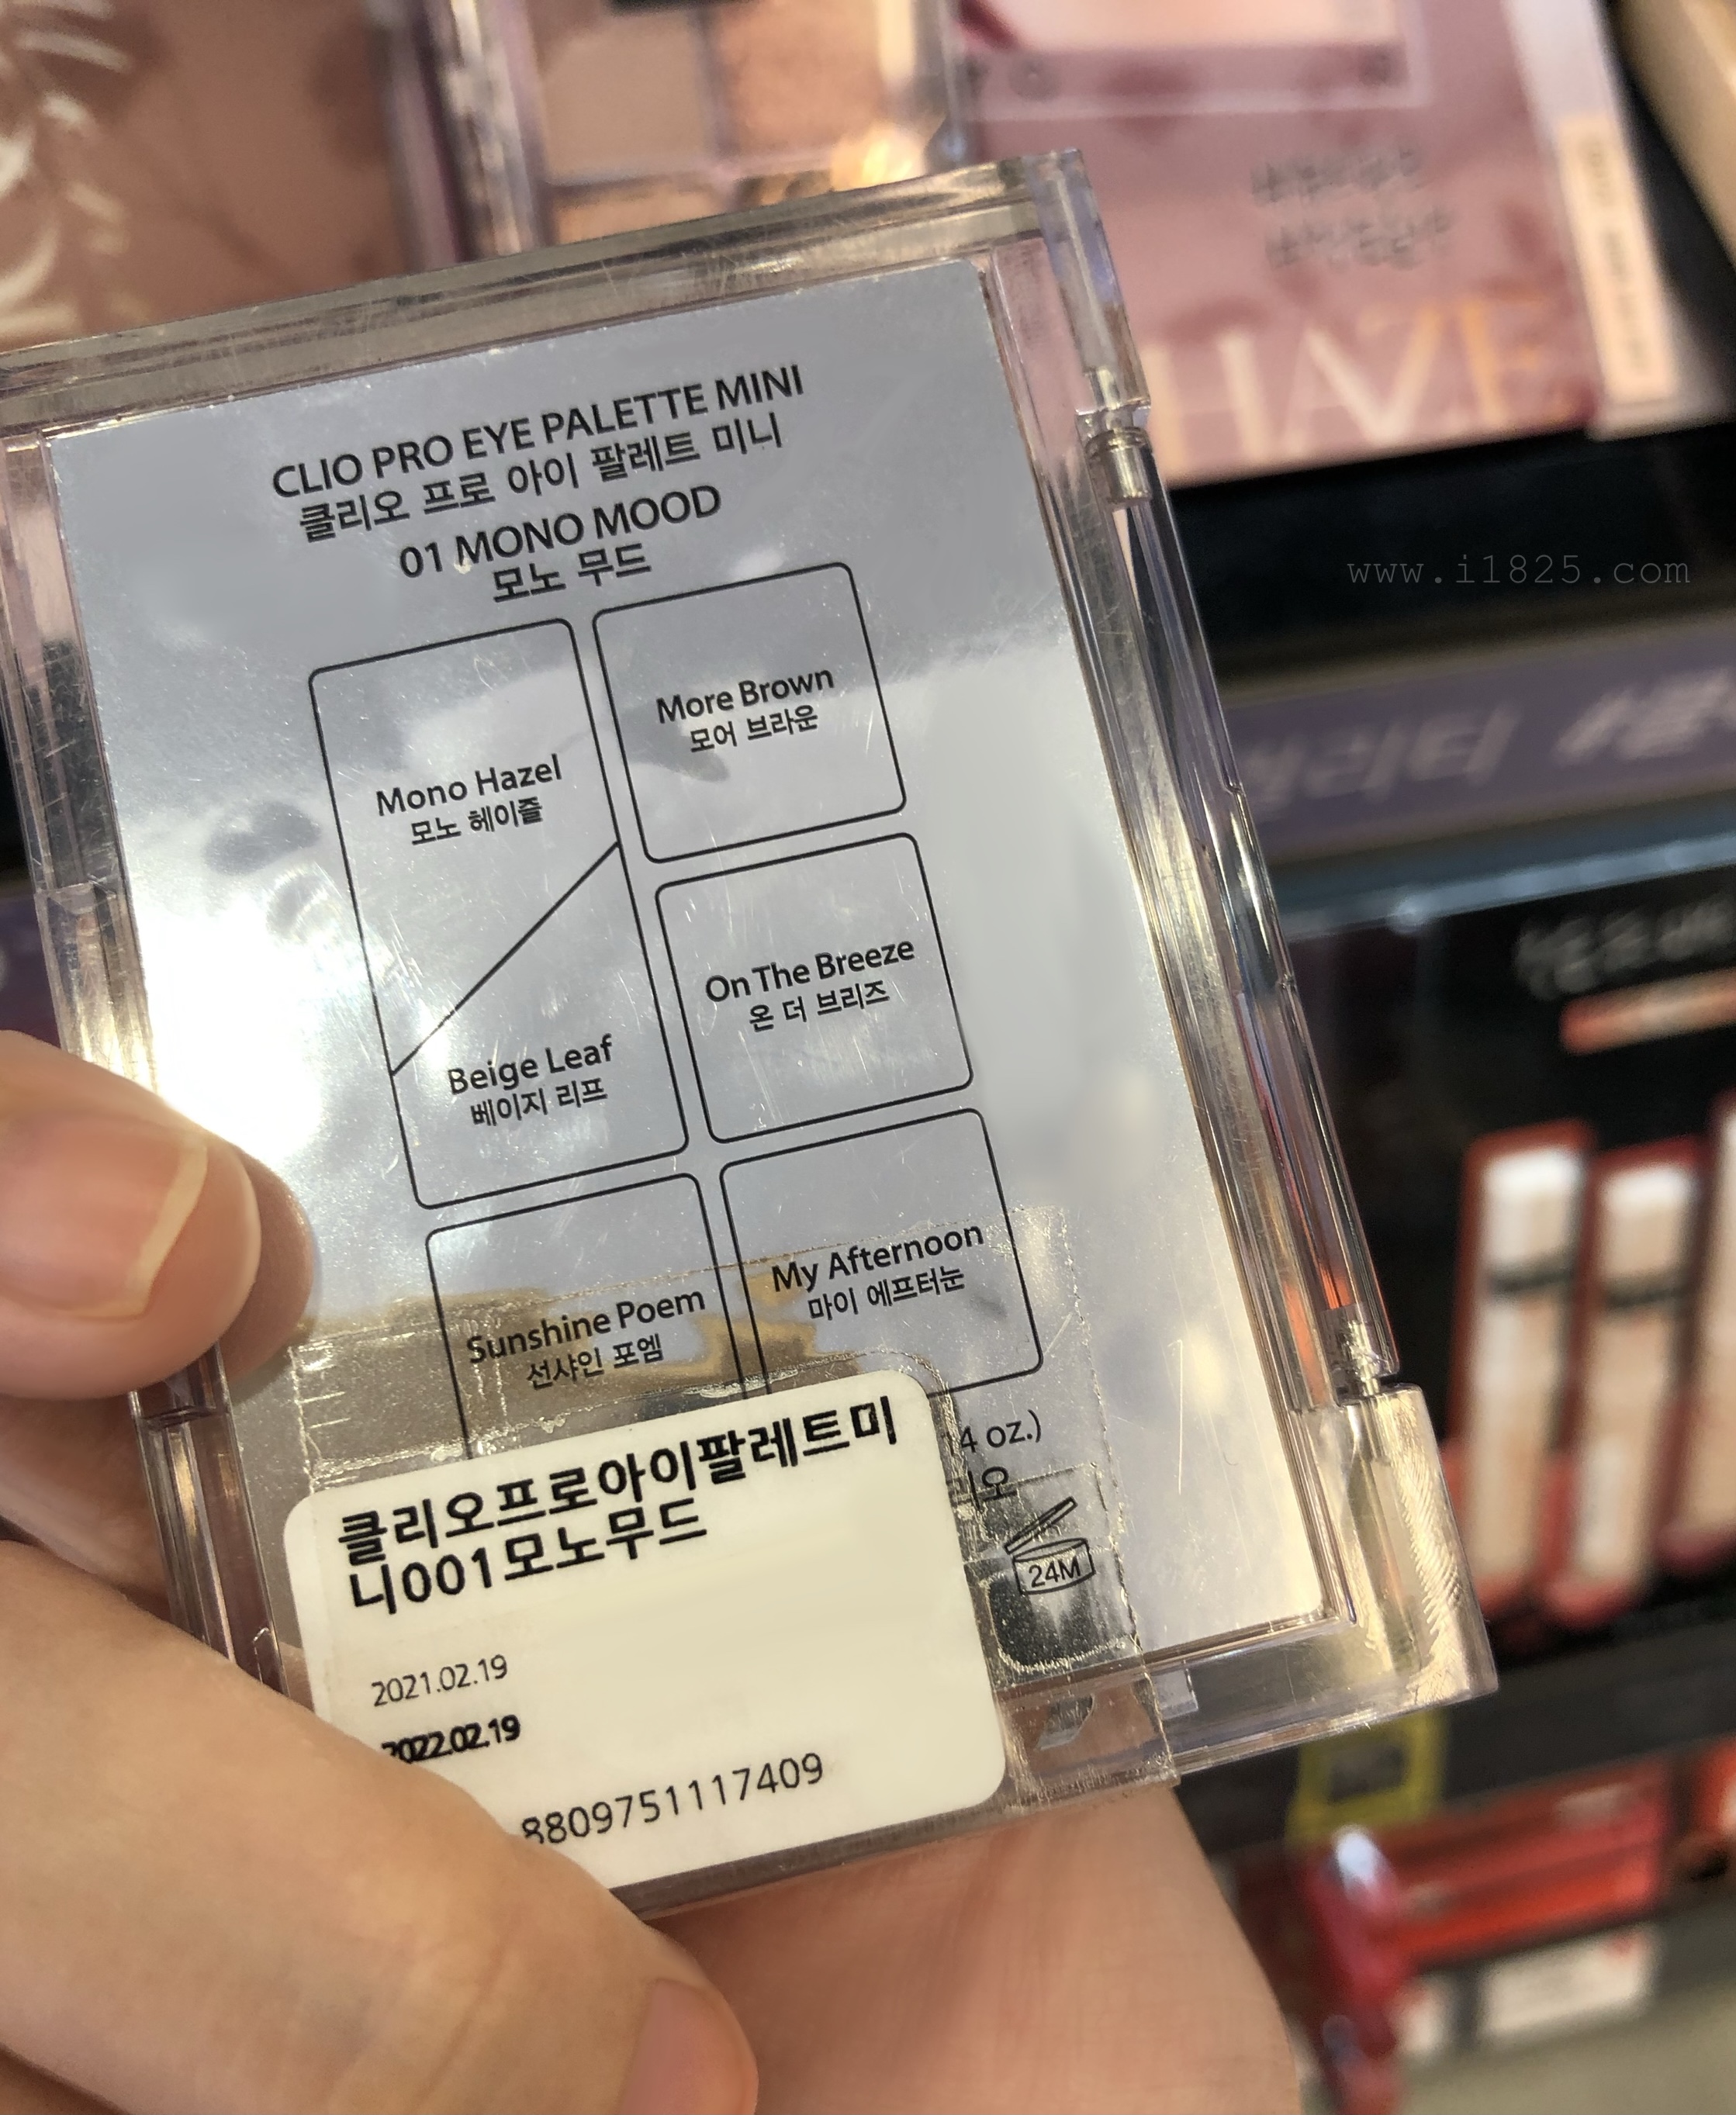 CLIO PRO EYE PALETTE MINI
클리오 프로 아이 팔레트 미니
01 MONO MOOD
모노 무드
Mono Hazel
모노 헤이즐
More Brown
모어 브라운
Beige Leaf
베이지 리프
On The Breeze
온 더 브리즈
Sunshine Poem
선샤인 포엠
My Afternoon
마이 에프터눈
4 oz.)
리오
24M
클리오프로아이팔레트미
니001모노무드
2021.02.19
2022.02.19
8809751117409
HAZE
www.i1825.com